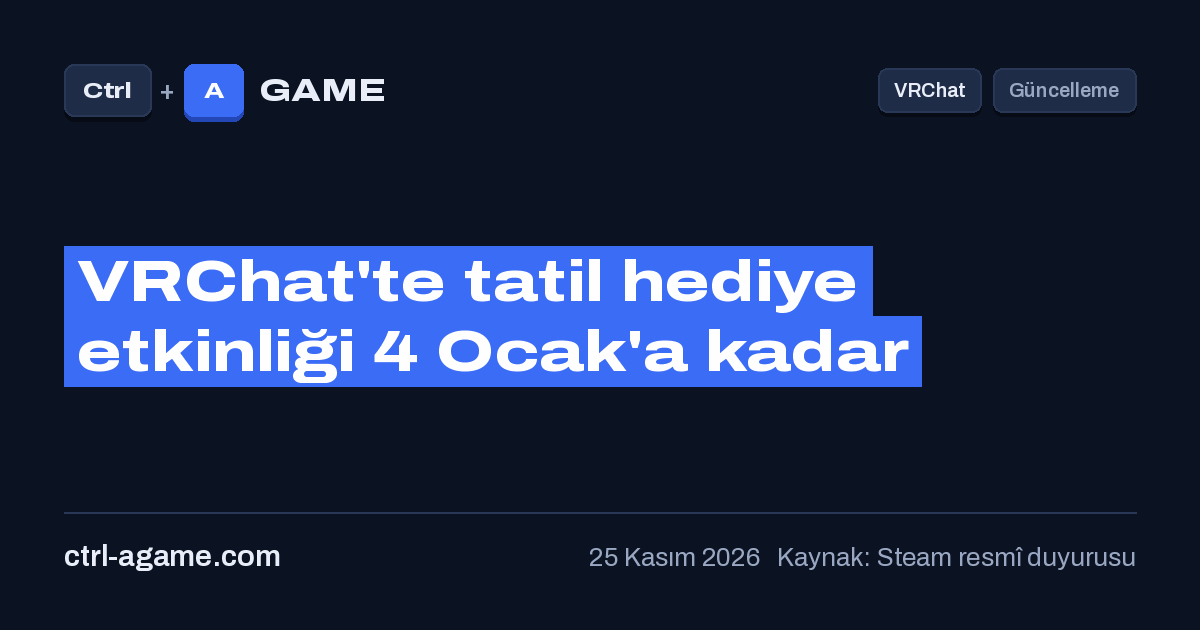 Ctrl + A GAME
VRChat Güncelleme
VRChat'te tatil hediye
etkinliği 4 Ocak'a kadar
ctrl-agame.com
25 Kasım 2026 Kaynak: Steam resmî duyurusu